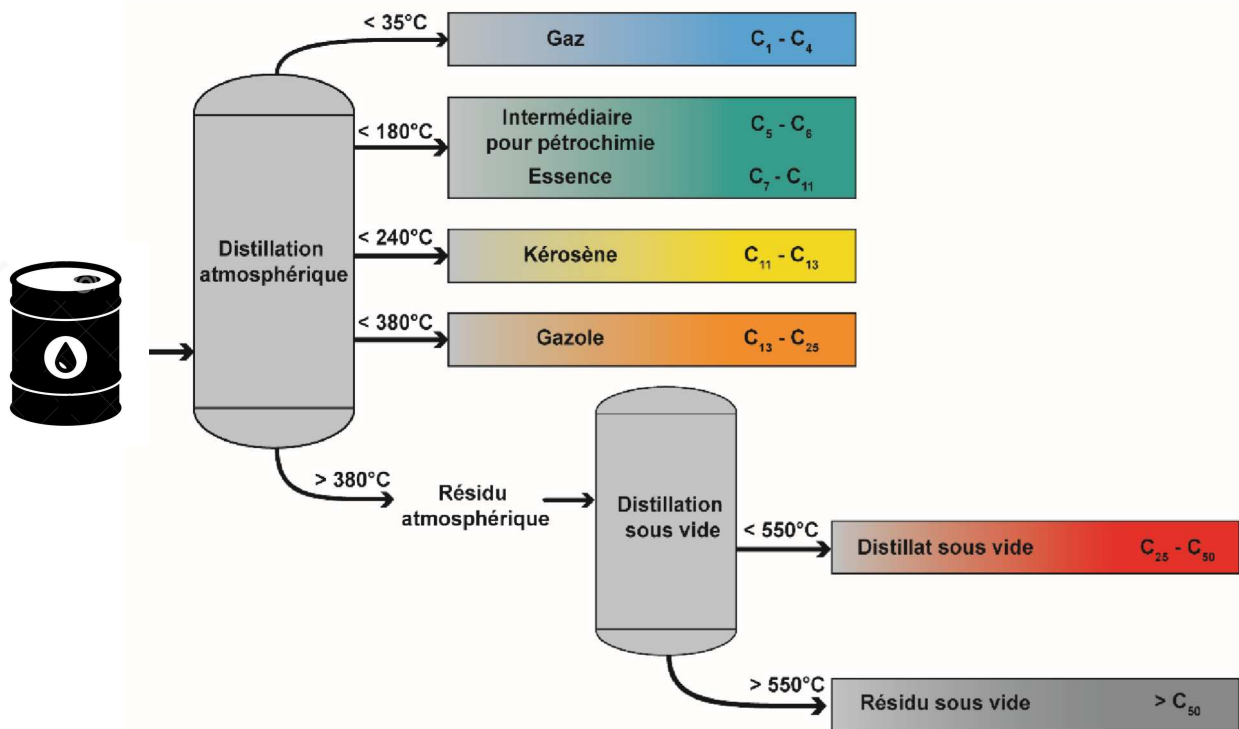 < 35°C
Gaz C₁ - C₄
< 180°C
Intermédiaire
pour pétrochimie
C₅ - C₆
Essence C₇ - C₁₁
Distillation
atmosphérique
< 240°C
Kérosène C₁₁ - C₁₃
< 380°C
Gazole C₁₃ - C₂₅
> 380°C
Résidu
atmosphérique
Distillation
sous vide
< 550°C
Distillat sous vide C₂₅ - C₅₀
> 550°C
Résidu sous vide > C₅₀